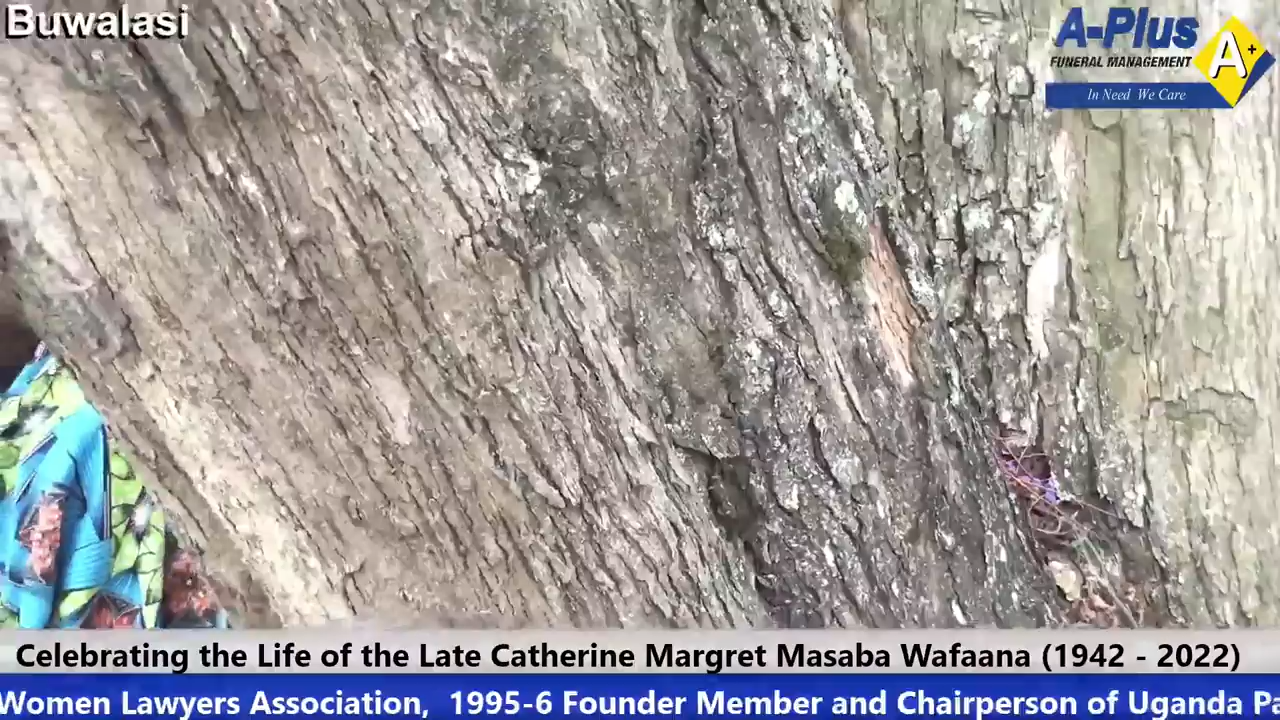 Buwalasi
A-Plus
FUNERAL MANAGEMENT
A+
In Need We Care
Celebrating the Life of the Late Catherine Margret Masaba Wafaana (1942 - 2022)
Women Lawyers Association, 1995-6 Founder Member and Chairperson of Uganda